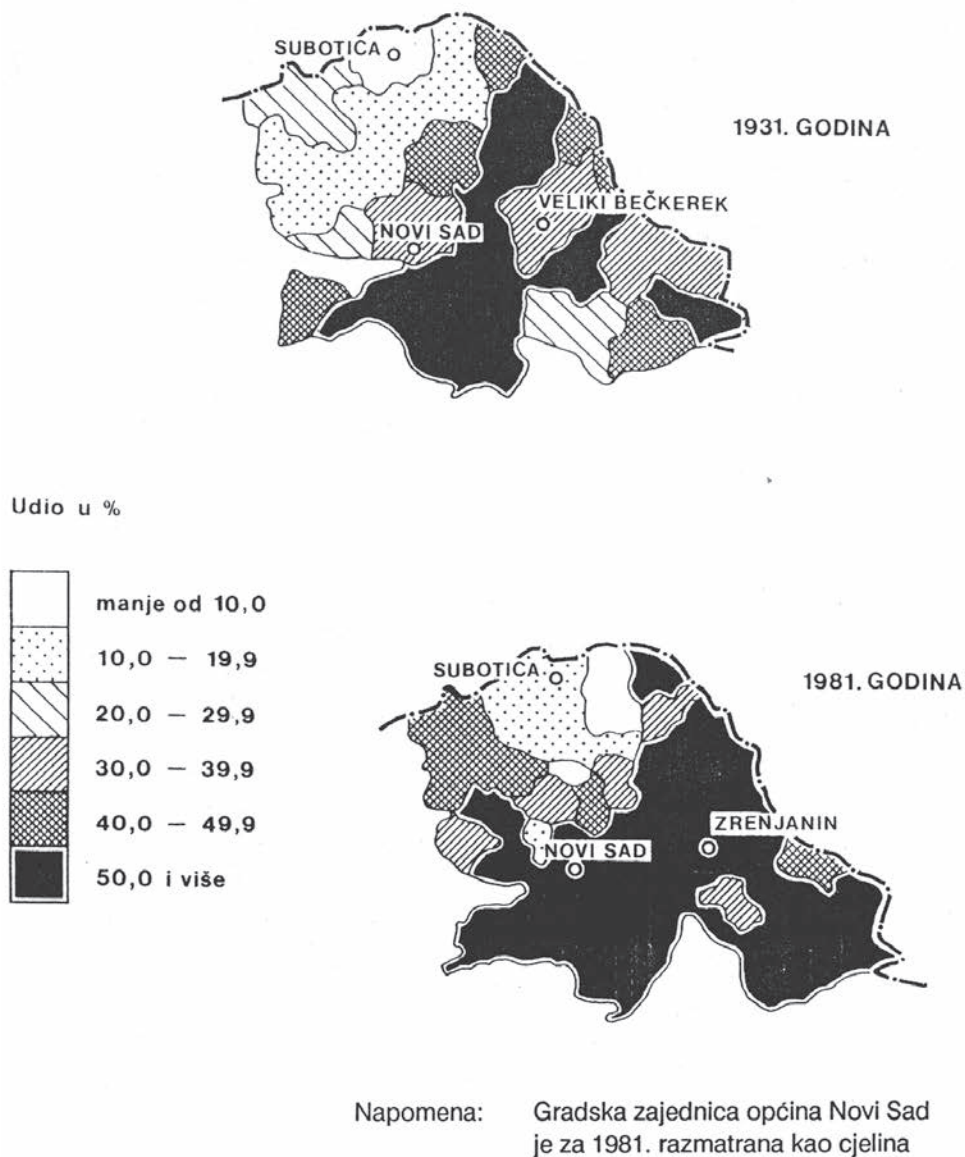 SUBOTICA
1931. GODINA
VELIKI BEČKEREK
NOVI SAD
Udio u %
manje od 10,0
10,0 — 19,9
20,0 — 29,9
30,0 — 39,9
40,0 — 49,9
50,0 i više
SUBOTICA
1981. GODINA
ZRENJANIN
NOVI SAD
Napomena: Gradska zajednica općina Novi Sad
je za 1981. razmatrana kao cjelina